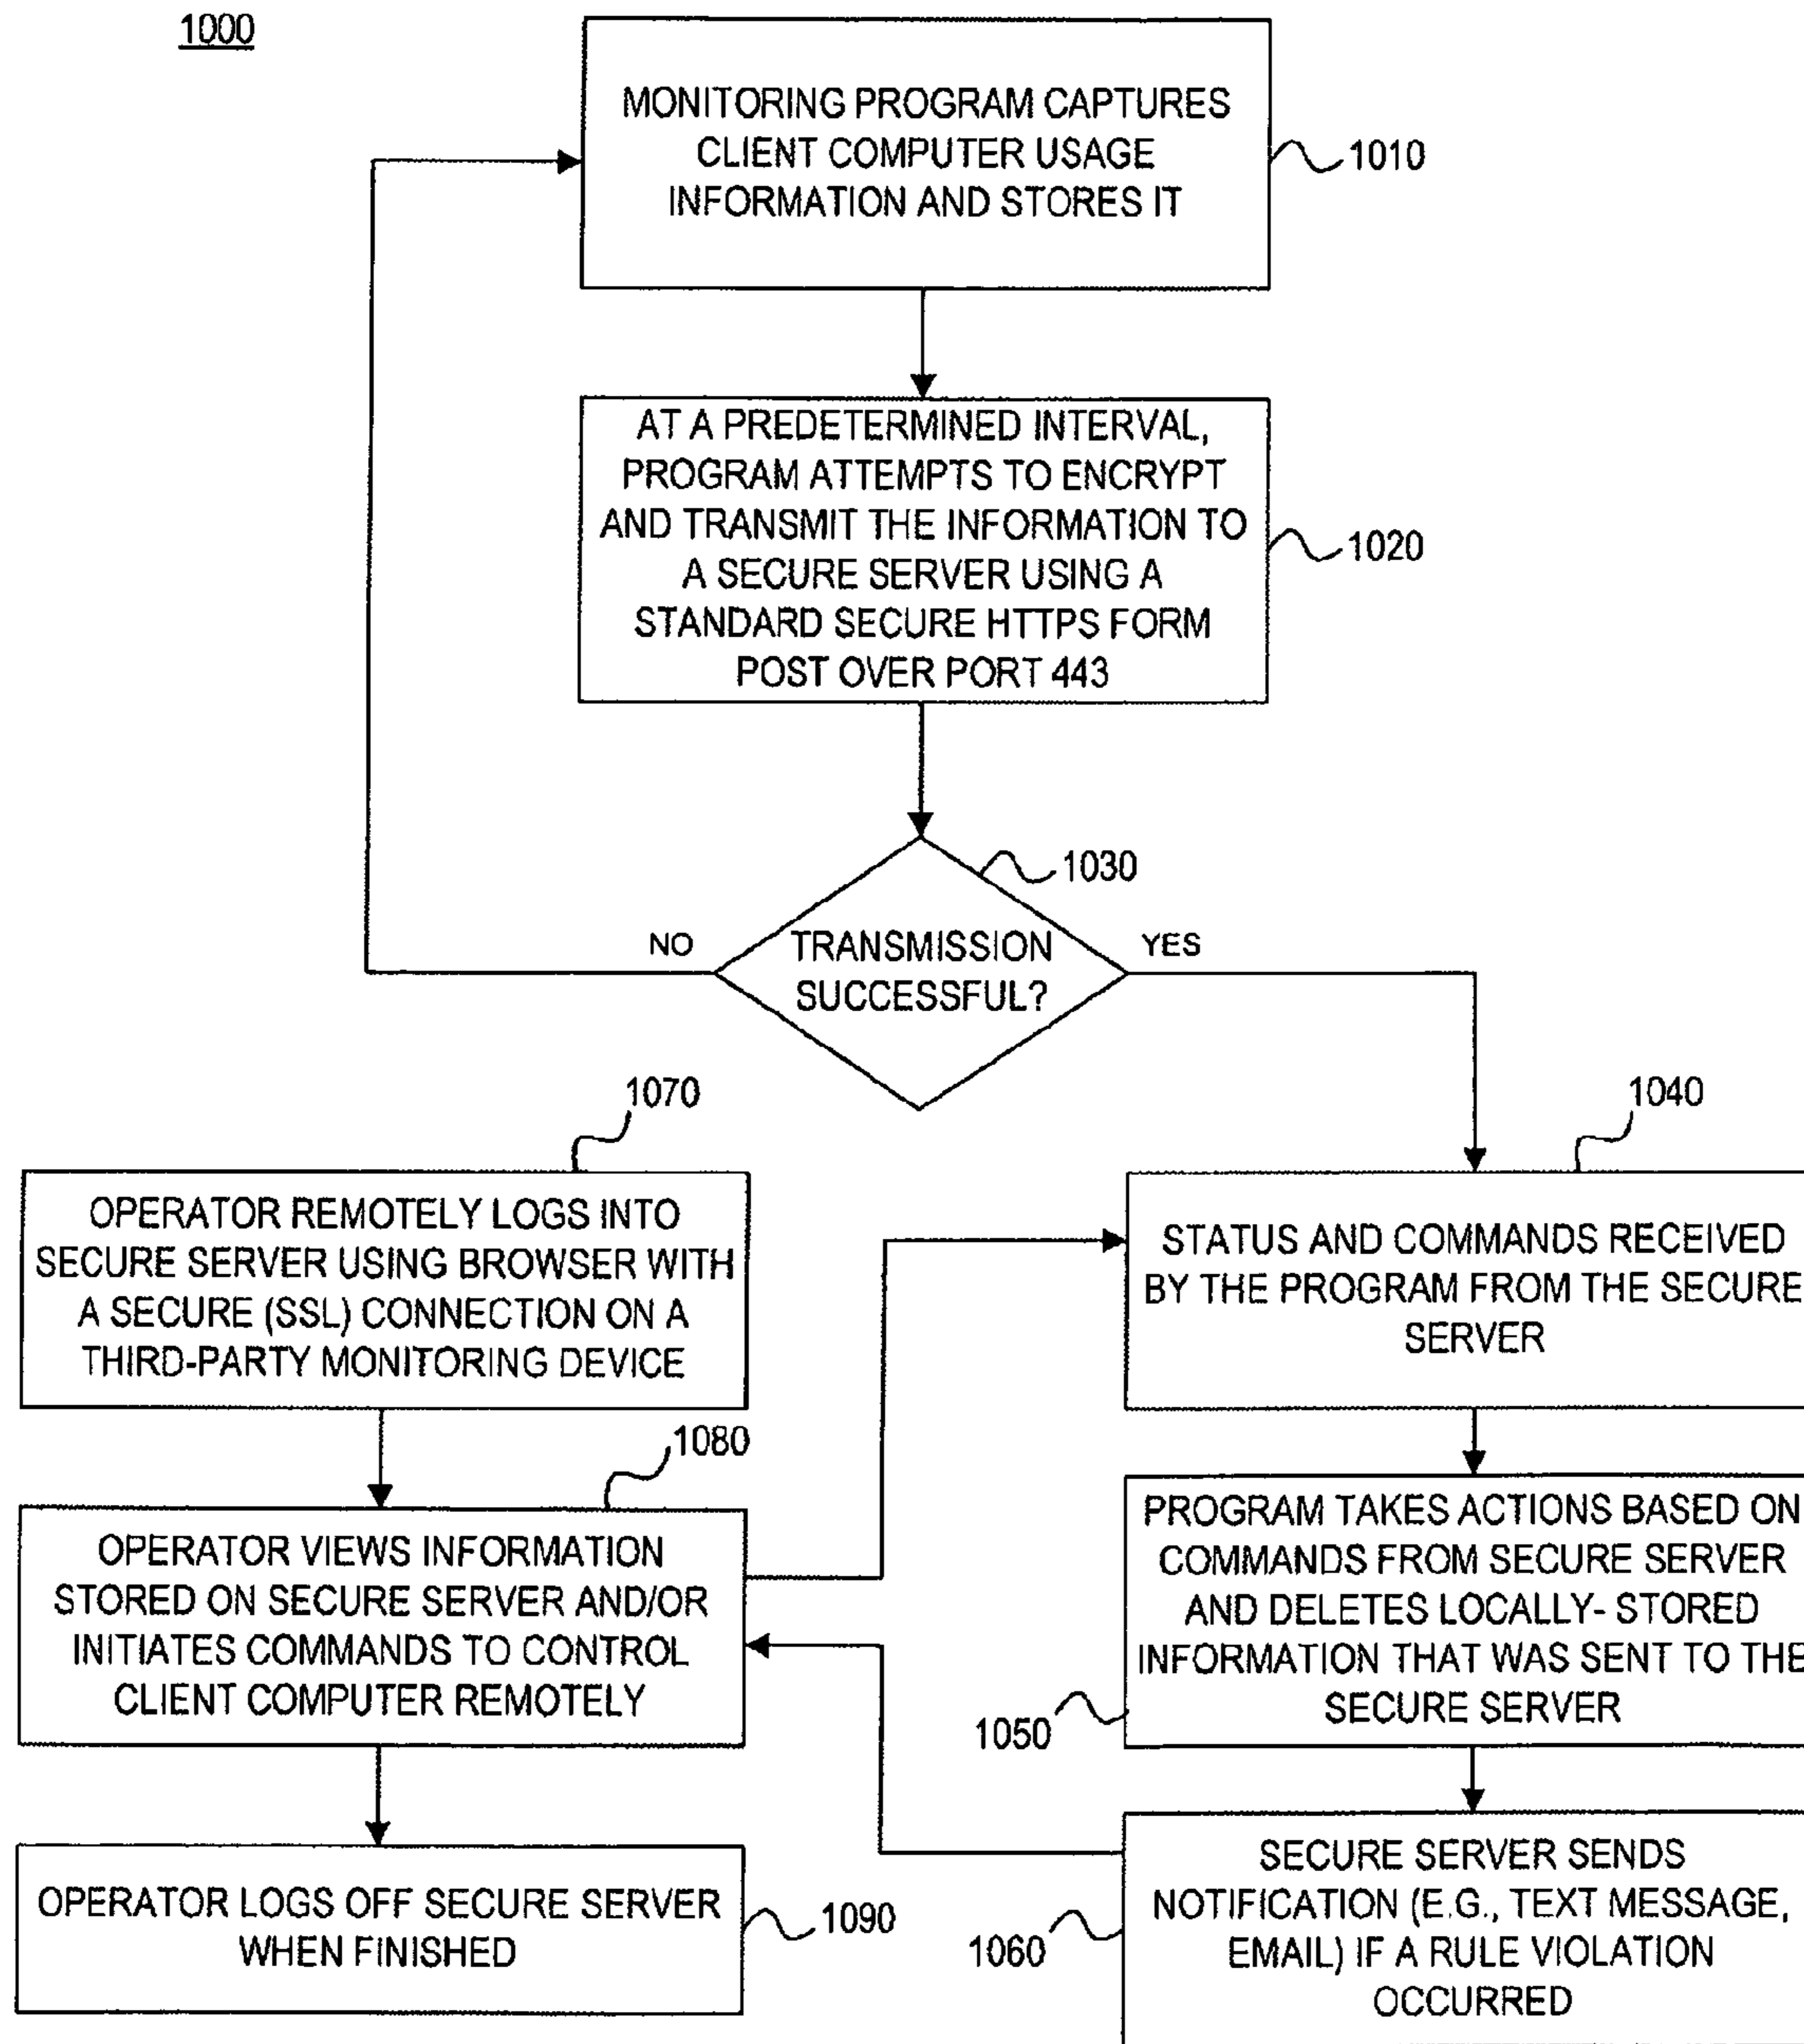 1000
MONITORING PROGRAM CAPTURES
CLIENT COMPUTER USAGE
INFORMATION AND STORES IT
1010
AT A PREDETERMINED INTERVAL,
PROGRAM ATTEMPTS TO ENCRYPT
AND TRANSMIT THE INFORMATION TO
A SECURE SERVER USING A
STANDARD SECURE HTTPS FORM
POST OVER PORT 443
1020
1030
NO
TRANSMISSION
SUCCESSFUL?
YES
1070
OPERATOR REMOTELY LOGS INTO
SECURE SERVER USING BROWSER WITH
A SECURE (SSL) CONNECTION ON A
THIRD-PARTY MONITORING DEVICE
1040
STATUS AND COMMANDS RECEIVED
BY THE PROGRAM FROM THE SECURE
SERVER
1080
OPERATOR VIEWS INFORMATION
STORED ON SECURE SERVER AND/OR
INITIATES COMMANDS TO CONTROL
CLIENT COMPUTER REMOTELY
PROGRAM TAKES ACTIONS BASED ON
COMMANDS FROM SECURE SERVER
AND DELETES LOCALLY- STORED
INFORMATION THAT WAS SENT TO THE
SECURE SERVER
1050
OPERATOR LOGS OFF SECURE SERVER
WHEN FINISHED
1090
SECURE SERVER SENDS
NOTIFICATION (E.G., TEXT MESSAGE,
EMAIL) IF A RULE VIOLATION
OCCURRED
1060